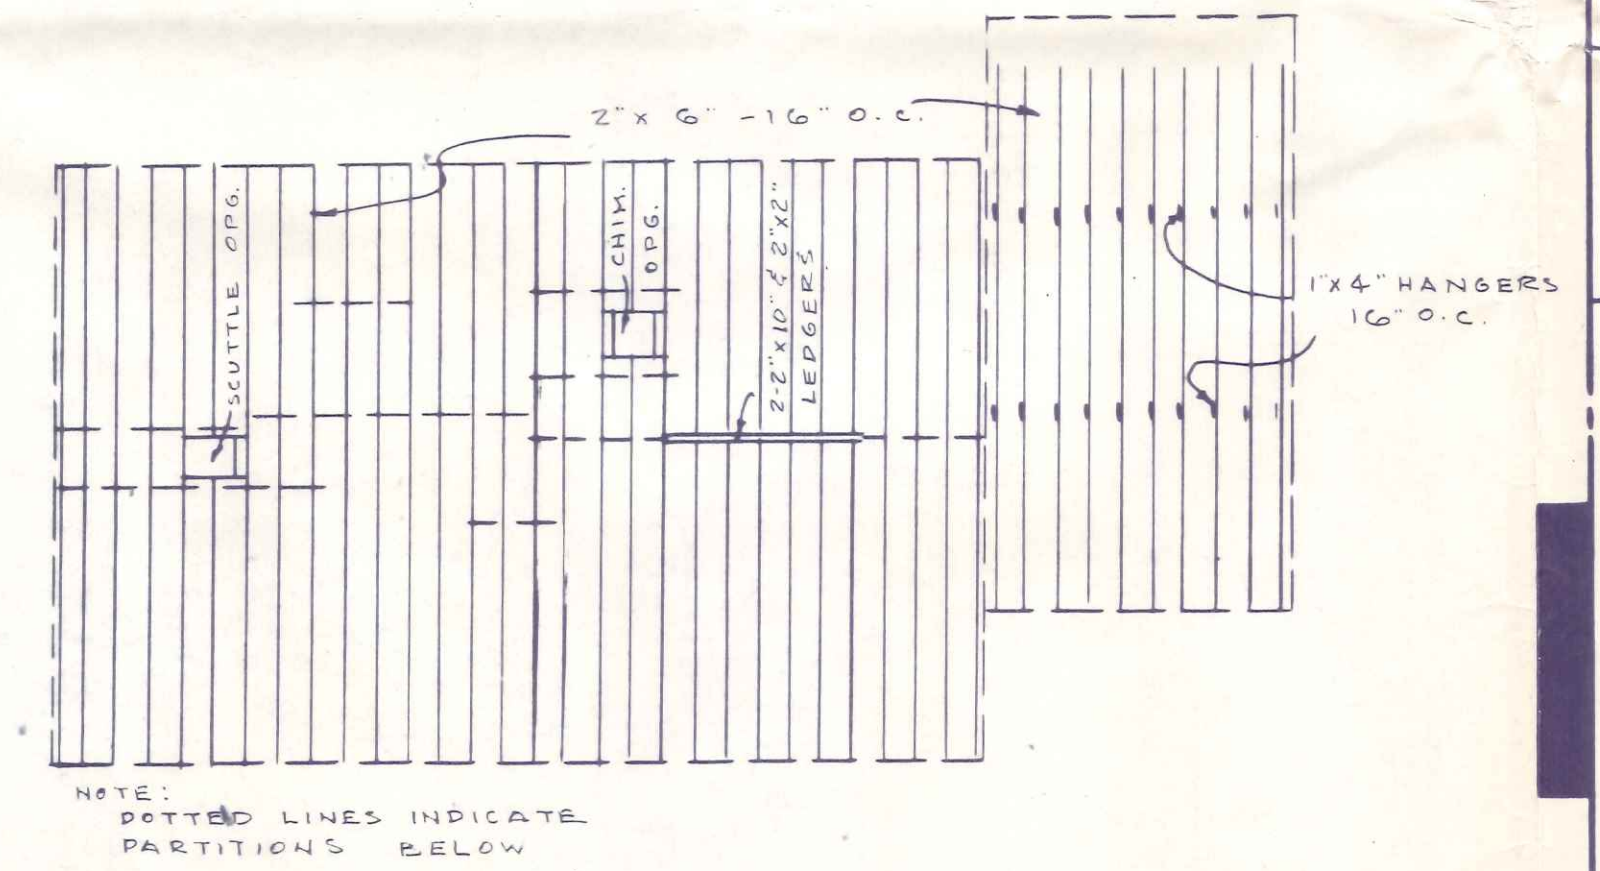 2" x 6" - 16" O.C.
SCUTTLE OPG.
CHIM.
OPG.
2-2"x10" & 2"x2"
LEDGERS
1"x4" HANGERS
16" O.C.
NOTE:
DOTTED LINES INDICATE
PARTITIONS BELOW